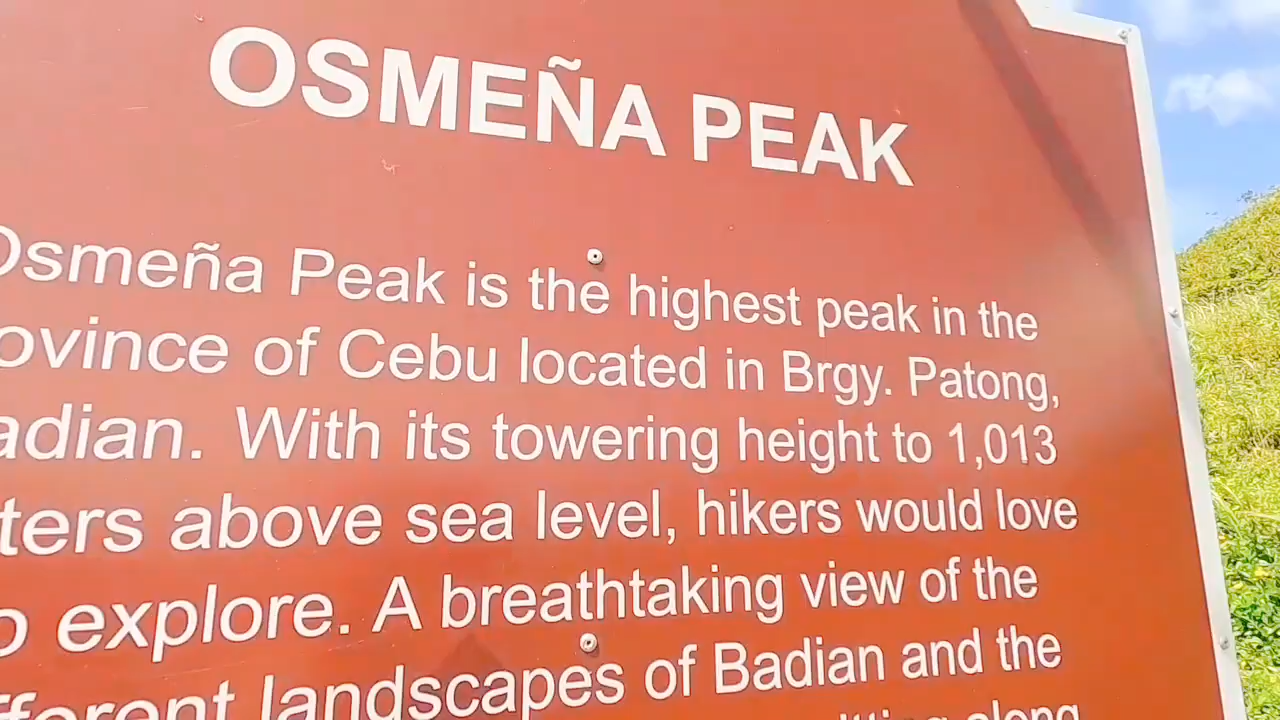 OSMEÑA PEAK
Osmeña Peak is the highest peak in the
ovince of Cebu located in Brgy. Patong,
adian. With its towering height to 1,013
ters above sea level, hikers would love
o explore. A breathtaking view of the
fferent landscapes of Badian and the
along